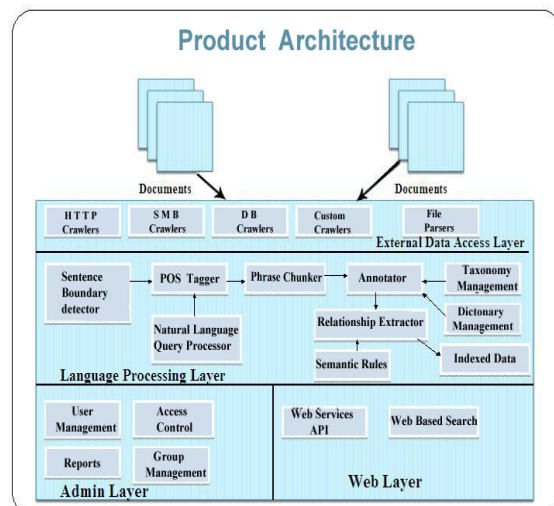 Product Architecture
Documents
Documents
H T T P
Crawlers
S M B
Crawlers
D B
Crawlers
Custom
Crawlers
File
Parsers
External Data Access Layer
Sentence
Boundary
detector
POS Tagger
Phrase Chunker
Annotator
Taxonomy
Management
Natural Language
Query Processor
Relationship Extractor
Dictonary
Management
Semantic Rules
Indexed Data
Language Processing Layer
User
Management
Access
Control
Reports
Group
Management
Admin Layer
Web Services
API
Web Based Search
Web Layer